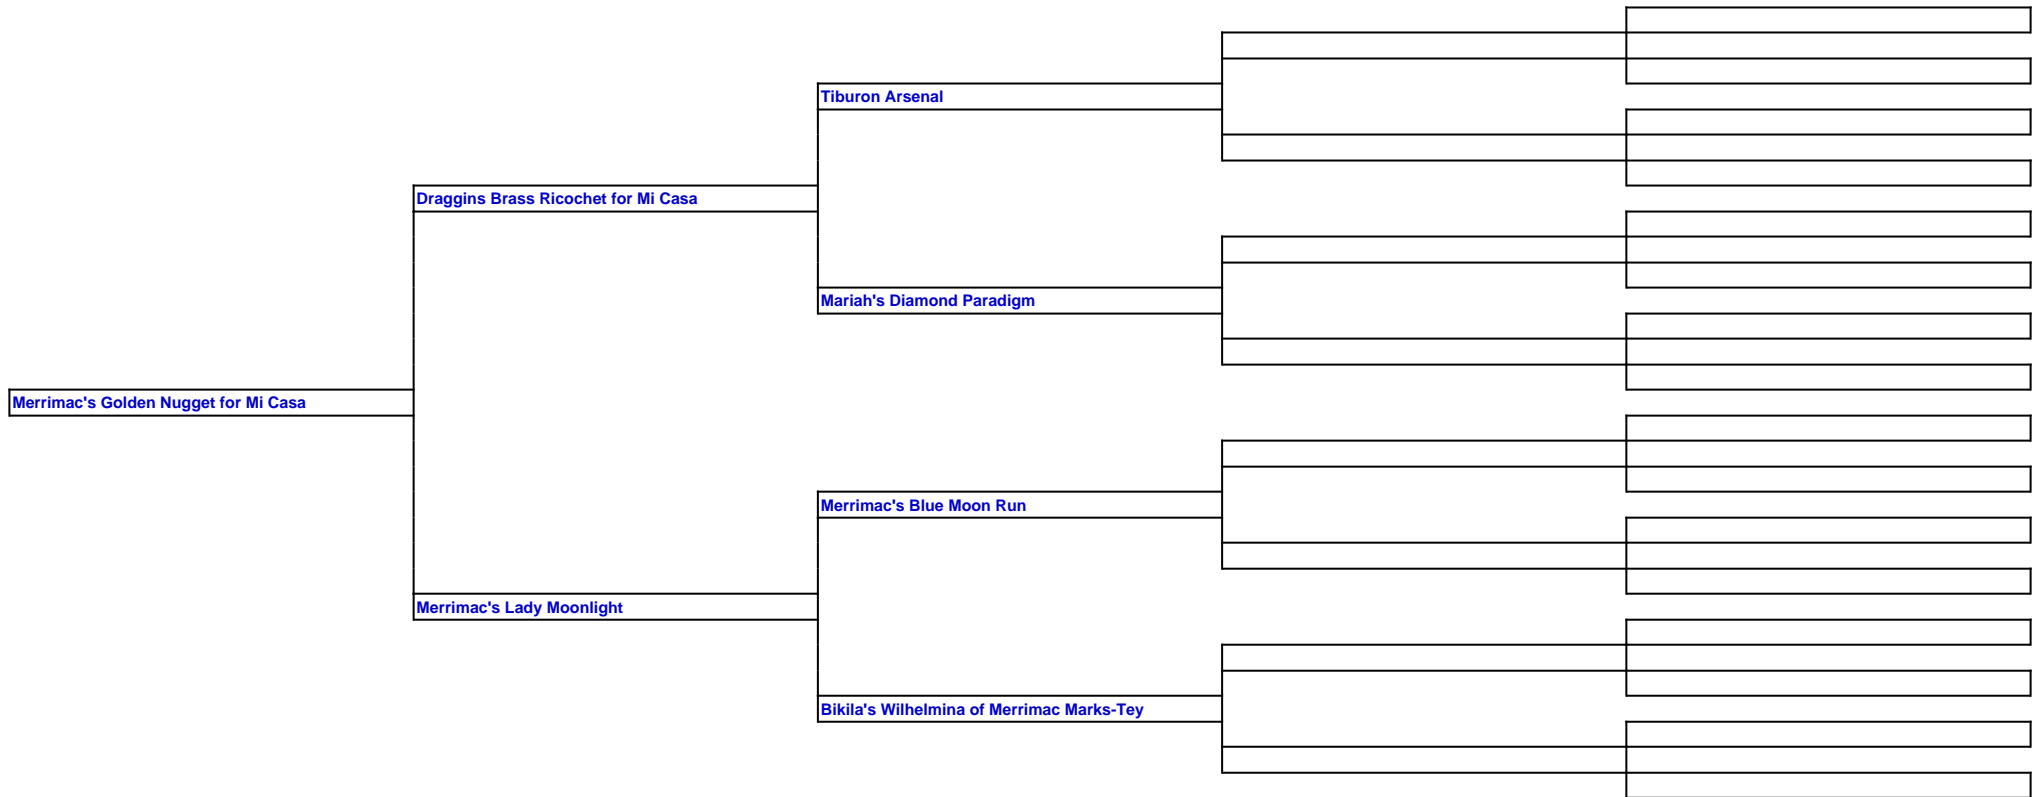 Tiburon Arsenal
Draggins Brass Ricochet for Mi Casa
Mariah's Diamond Paradigm
Merrimac's Golden Nugget for Mi Casa
Merrimac's Blue Moon Run
Merrimac's Lady Moonlight
Bikila's Wilhelmina of Merrimac Marks-Tey